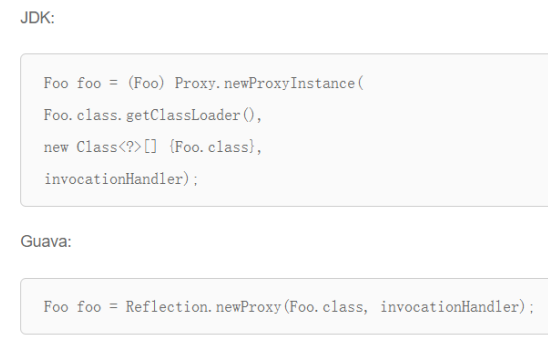 JDK:
Foo foo = (Foo) Proxy.newProxyInstance(
Foo.class.getClassLoader(),
new Class<?>[] {Foo.class},
invocationHandler);
Guava:
Foo foo = Reflection.newProxy(Foo.class, invocationHandler);